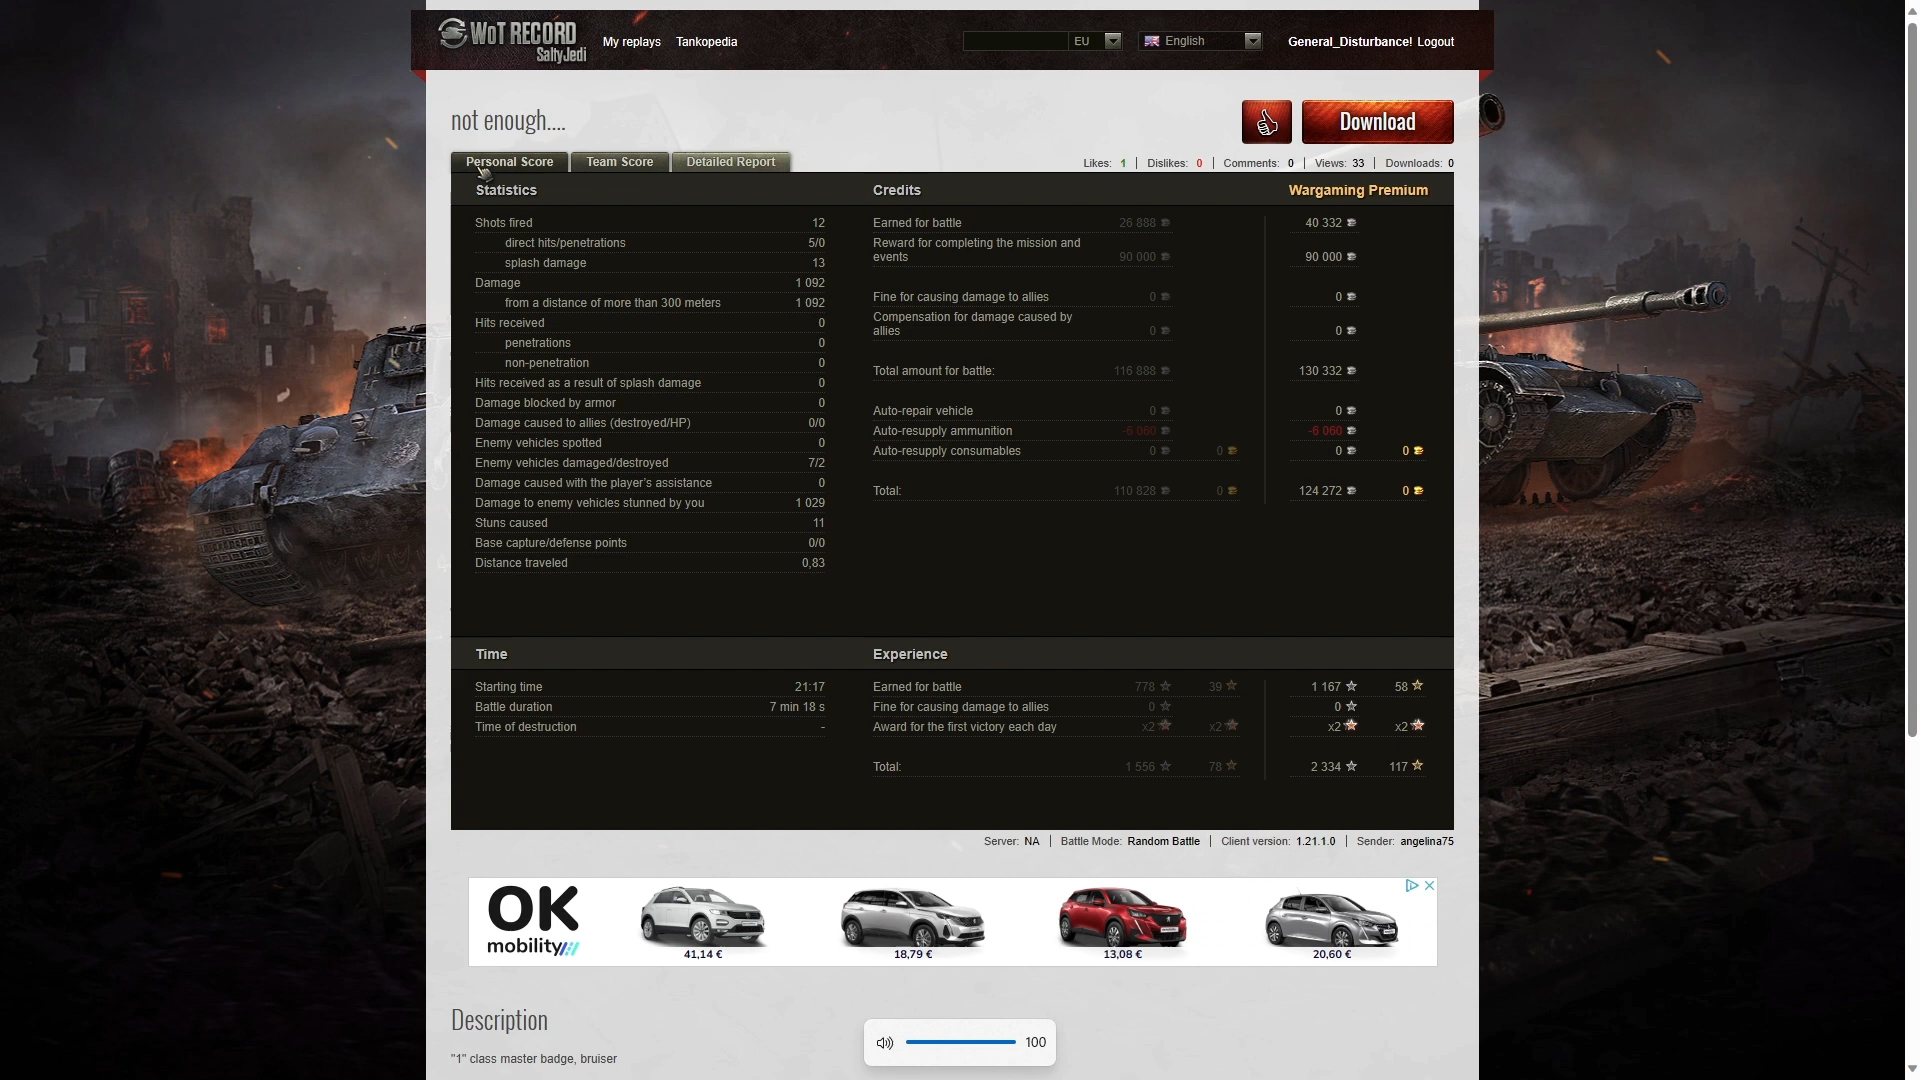 WoT RECORD
SaltyJedi
My replays
Tankopedia
EU
English
General_Disturbance! Logout
not enough....
Download
Personal Score
Team Score
Detailed Report
Likes: 1 | Dislikes: 0 | Comments: 0 | Views: 33 | Downloads: 0
Statistics
Shots fired 12
direct hits/penetrations 5/0
splash damage 13
Damage 1 092
from a distance of more than 300 meters 1 092
Hits received 0
penetrations 0
non-penetration 0
Hits received as a result of splash damage 0
Damage blocked by armor 0
Damage caused to allies (destroyed/HP) 0/0
Enemy vehicles spotted 0
Enemy vehicles damaged/destroyed 7/2
Damage caused with the player's assistance 0
Damage to enemy vehicles stunned by you 1 029
Stuns caused 11
Base capture/defense points 0/0
Distance traveled 0,83
Credits Wargaming Premium
Earned for battle 26 888 40 332
Reward for completing the mission and
events 90 000 90 000
Fine for causing damage to allies 0 0
Compensation for damage caused by
allies 0 0
Total amount for battle: 116 888 130 332
Auto-repair vehicle 0 0
Auto-resupply ammunition -6 060 -6 060
Auto-resupply consumables 0 0 0 0
Total: 110 828 0 124 272 0
Time
Starting time 21:17
Battle duration 7 min 18 s
Time of destruction -
Experience
Earned for battle 778 39 1 167 58
Fine for causing damage to allies 0 0
Award for the first victory each day x2 x2 x2 x2
Total: 1 556 78 2 334 117
Server: NA | Battle Mode: Random Battle | Client version: 1.21.1.0 | Sender: angelina75
OK
mobility
41,14 €
18,79 €
13,08 €
20,60 €
Description
"1" class master badge, bruiser
100